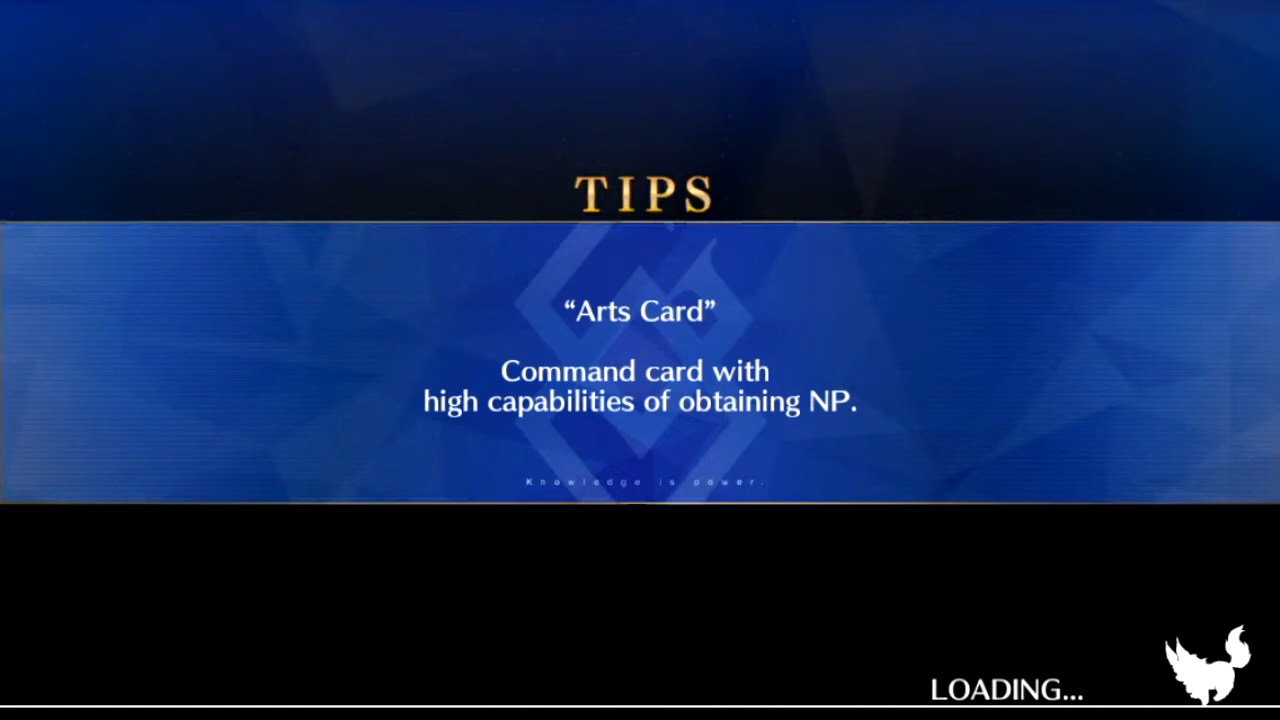 TIPS
“Arts Card”
Command card with
high capabilities of obtaining NP.
Knowledge is power.
LOADING...